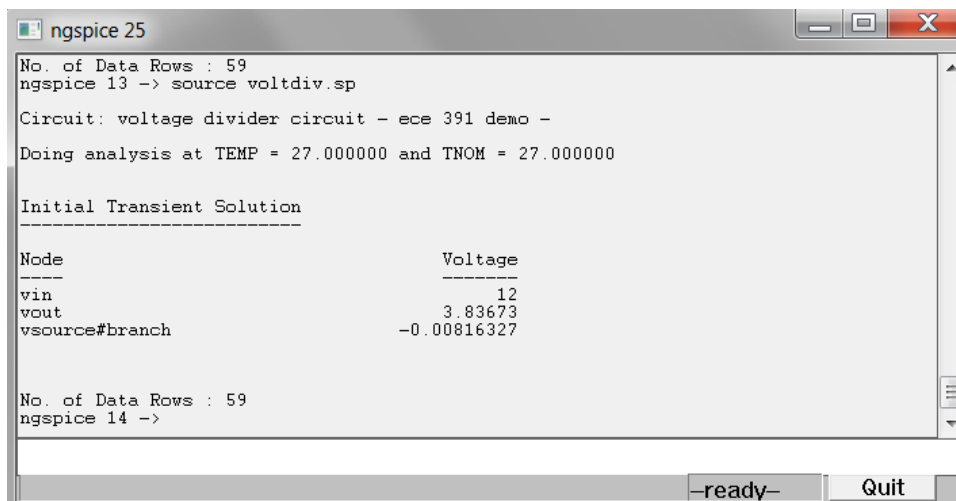 ngspice 25
No. of Data Rows : 59
ngspice 13 -> source voltdiv.sp
Circuit: voltage divider circuit - ece 391 demo -
Doing analysis at TEMP = 27.000000 and TNOM = 27.000000
Initial Transient Solution
--------------------------
Node Voltage
---- -------
vin 12
vout 3.83673
vsource#branch -0.00816327
No. of Data Rows : 59
ngspice 14 ->
-ready- Quit